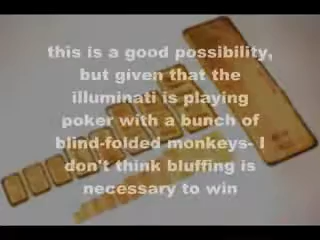 this is a good possibility,
but given that the
illuminati is playing
poker with a bunch of
blind-folded monkeys- I
don't think bluffing is
necessary to win